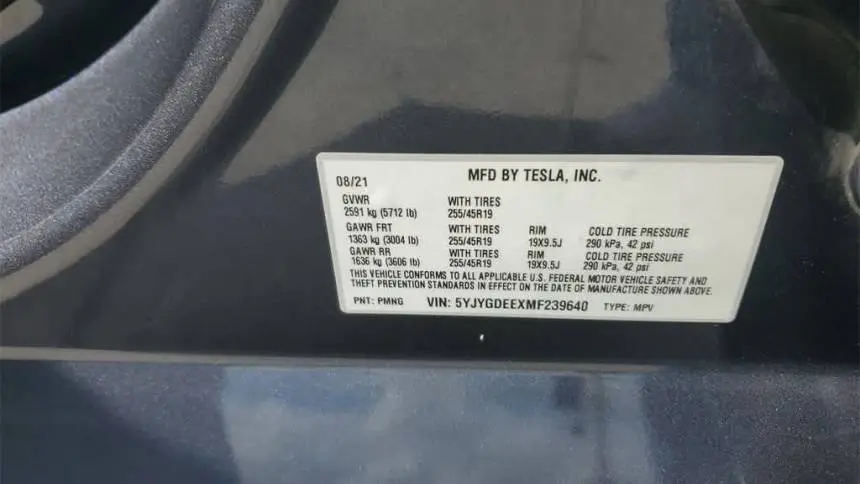 08/21 MFD BY TESLA, INC.
GVWR WITH TIRES
2591 kg (5712 lb) 255/45R19
GAWR FRT WITH TIRES RIM COLD TIRE PRESSURE
1363 kg (3004 lb) 255/45R19 19X9.5J 290 kPa, 42 psi
GAWR RR WITH TIRES RIM COLD TIRE PRESSURE
1636 kg (3606 lb) 255/45R19 19X9.5J 290 kPa, 42 psi
THIS VEHICLE CONFORMS TO ALL APPLICABLE U.S. FEDERAL MOTOR VEHICLE SAFETY AND
THEFT PREVENTION STANDARDS IN EFFECT ON THE DATE OF MANUFACTURE SHOWN ABOVE.
PNT: PMNG VIN: 5YJYGDEEXMF239640 TYPE: MPV